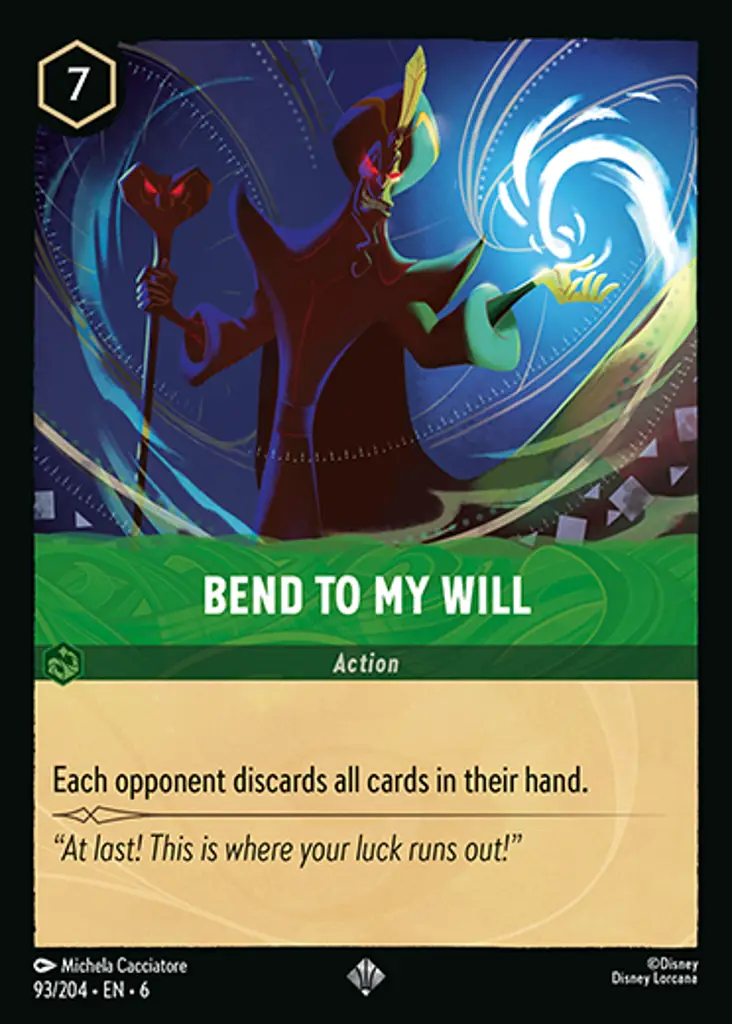 7
BEND TO MY WILL
Action
Each opponent discards all cards in their hand.
“At last! This is where your luck runs out!”
Michela Cacciatore
93/204 • EN • 6
©Disney
Disney Lorcana